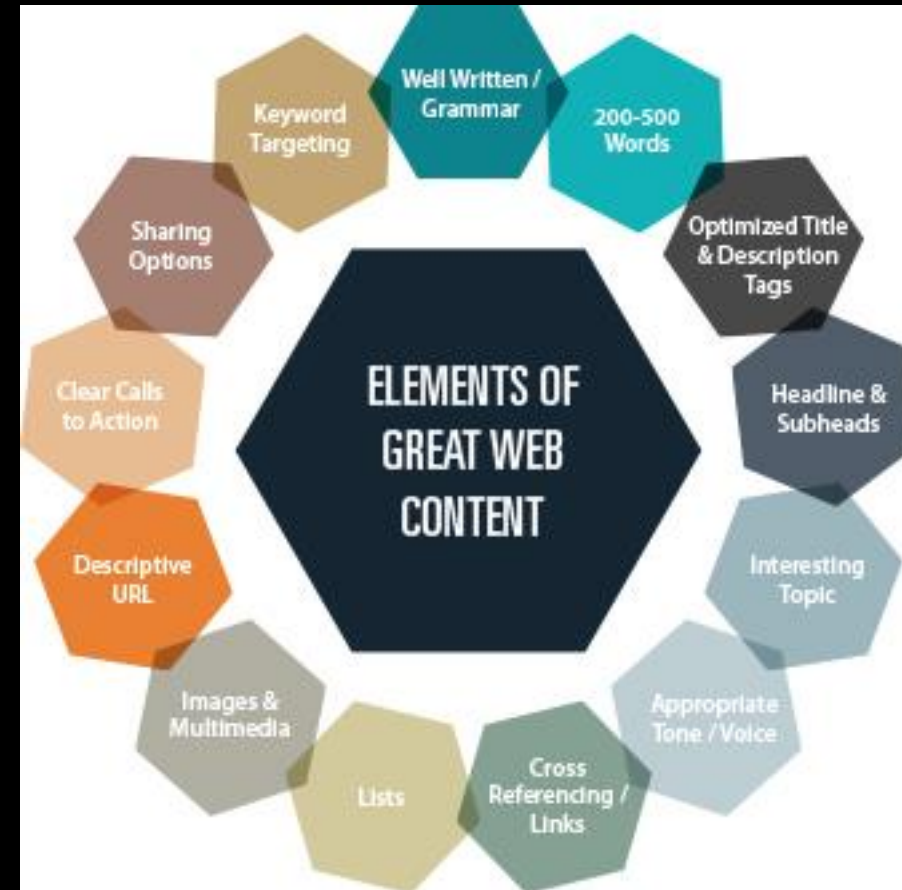 Well Written /
Grammar
200-500
Words
Optimized Title
& Description
Tags
Headline &
Subheads
Interesting
Topic
Appropriate
Tone / Voice
Cross
Referencing /
Links
Lists
Images &
Multimedia
Descriptive
URL
Clear Calls
to Action
Sharing
Options
Keyword
Targeting
ELEMENTS OF
GREAT WEB
CONTENT